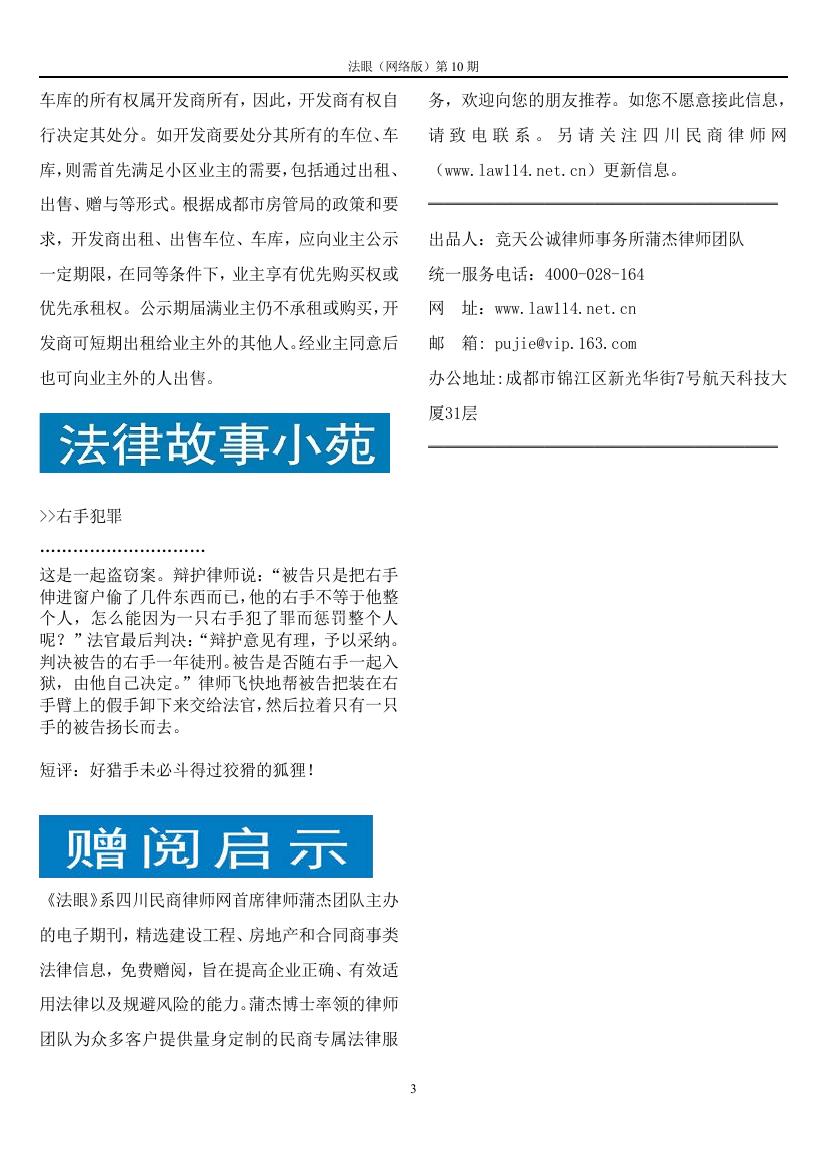 法眼（网络版）第 10 期
车库的所有权属开发商所有，因此，开发商有权自
行决定其处分。如开发商要处分其所有的车位、车
库，则需首先满足小区业主的需要，包括通过出租、
出售、赠与等形式。根据成都市房管局的政策和要
求，开发商出租、出售车位、车库，应向业主公示
一定期限，在同等条件下，业主享有优先购买权或
优先承租权。公示期届满业主仍不承租或购买，开
发商可短期出租给业主外的其他人。经业主同意后
也可向业主外的人出售。
法律故事小苑
>>右手犯罪
…………………………
这是一起盗窃案。辩护律师说：“被告只是把右手
伸进窗户偷了几件东西而已，他的右手不等于他整
个人，怎么能因为一只右手犯了罪而惩罚整个人
呢？”法官最后判决：“辩护意见有理，予以采纳。
判决被告的右手一年徒刑。被告是否随右手一起入
狱，由他自己决定。”律师飞快地帮被告把装在右
手臂上的假手卸下来交给法官，然后拉着只有一只
手的被告扬长而去。
短评：好猎手未必斗得过狡猾的狐狸！
赠阅启示
《法眼》系四川民商律师网首席律师蒲杰团队主办
的电子期刊，精选建设工程、房地产和合同商事类
法律信息，免费赠阅，旨在提高企业正确、有效适
用法律以及规避风险的能力。蒲杰博士率领的律师
团队为众多客户提供量身定制的民商专属法律服
务，欢迎向您的朋友推荐。如您不愿意接此信息，
请致电联系。另请关注四川民商律师网
（www.law114.net.cn）更新信息。
出品人：竞天公诚律师事务所蒲杰律师团队
统一服务电话：4000-028-164
网　址：www.law114.net.cn
邮　箱: pujie@vip.163.com
办公地址:成都市锦江区新光华街7号航天科技大
厦31层
3